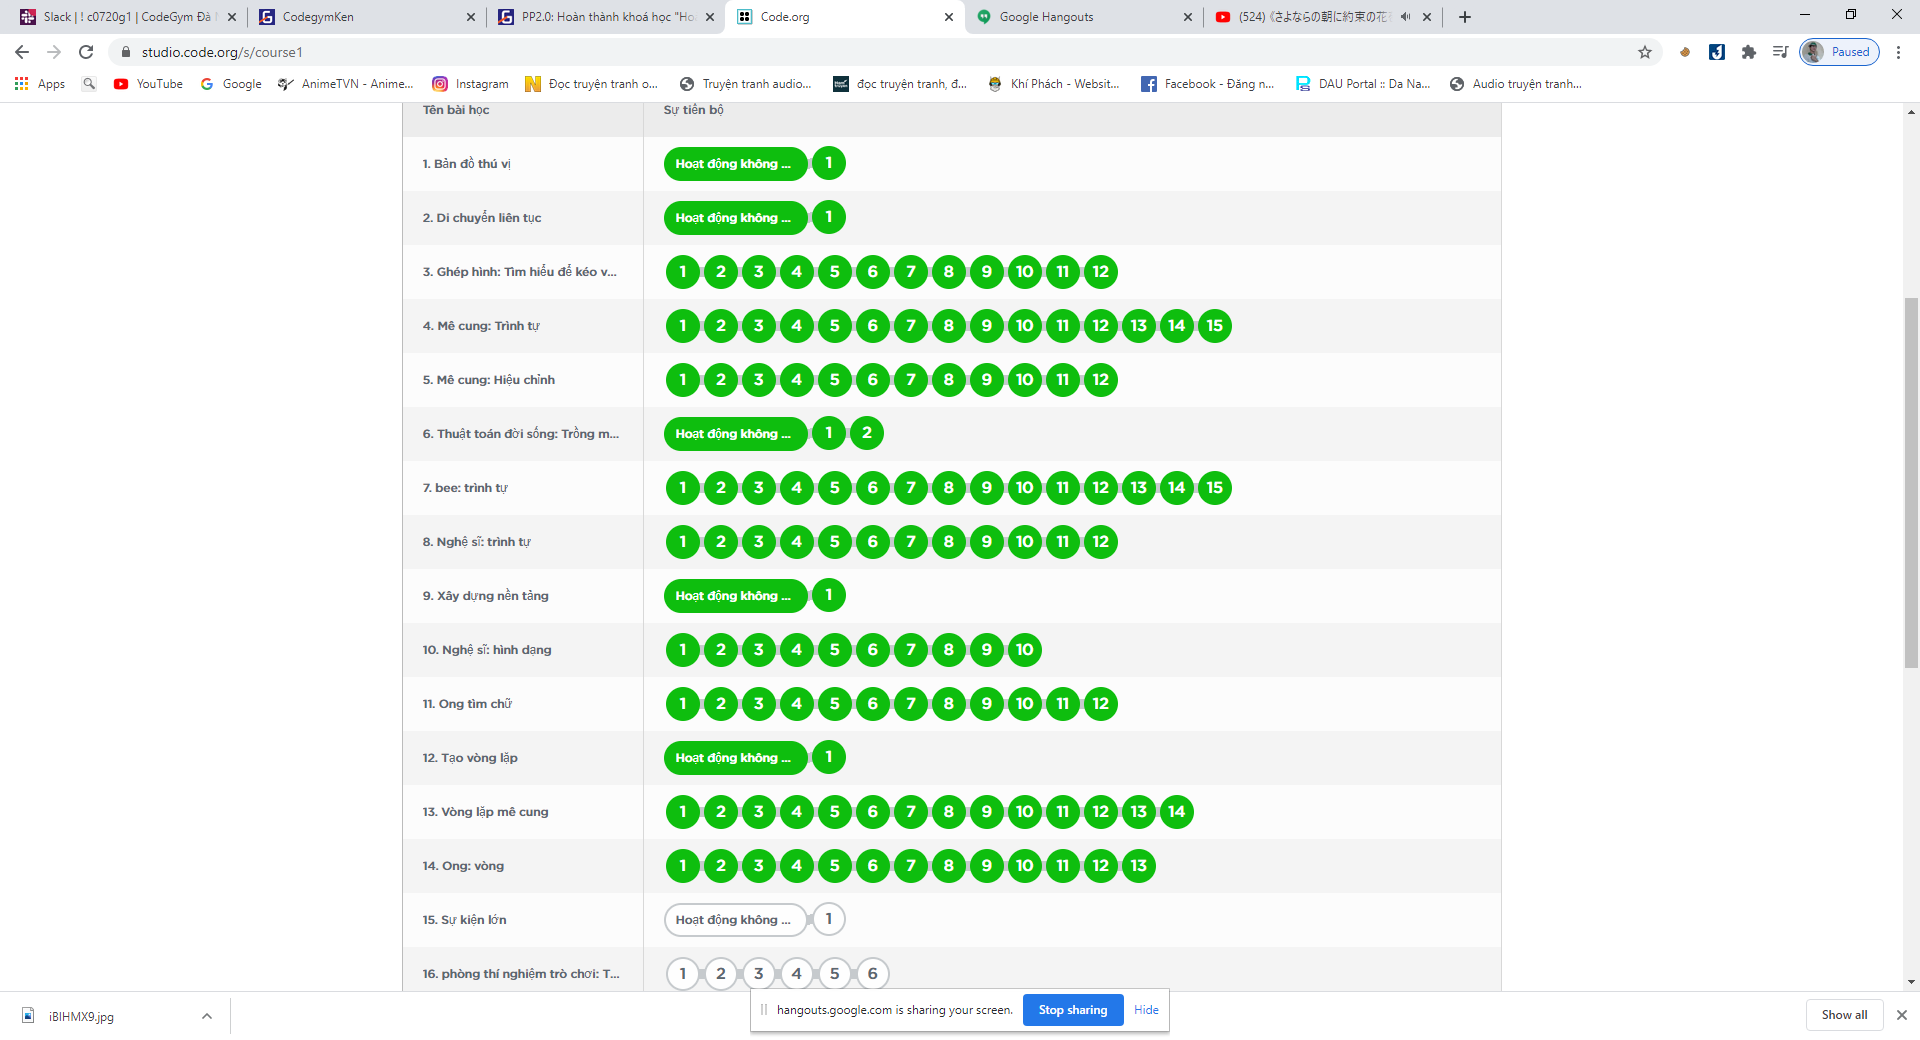 Slack | ! c0720g1 | CodeGym Đà
CodegymKen
PP2.0: Hoàn thành khoá học "Ho
Code.org
Google Hangouts
(524) 《さよならの朝に約束の花を
studio.code.org/s/course1
Paused
Apps
YouTube
Google
AnimeTVN - Anime...
Instagram
Đọc truyện tranh o...
Truyện tranh audio...
đọc truyện tranh, đ...
Khí Phách - Websit...
Facebook - Đăng n...
DAU Portal :: Da Na...
Audio truyện tranh...
Tên bài học Sự tiến bộ
1. Bản đồ thú vị Hoạt động không ... 1
2. Di chuyển liên tục Hoạt động không ... 1
3. Ghép hình: Tìm hiểu để kéo v... 1 2 3 4 5 6 7 8 9 10 11 12
4. Mê cung: Trình tự 1 2 3 4 5 6 7 8 9 10 11 12 13 14 15
5. Mê cung: Hiệu chỉnh 1 2 3 4 5 6 7 8 9 10 11 12
6. Thuật toán đời sống: Trồng m... Hoạt động không ... 1 2
7. bee: trình tự 1 2 3 4 5 6 7 8 9 10 11 12 13 14 15
8. Nghệ sĩ: trình tự 1 2 3 4 5 6 7 8 9 10 11 12
9. Xây dựng nền tảng Hoạt động không ... 1
10. Nghệ sĩ: hình dạng 1 2 3 4 5 6 7 8 9 10
11. Ong tìm chữ 1 2 3 4 5 6 7 8 9 10 11 12
12. Tạo vòng lặp Hoạt động không ... 1
13. Vòng lặp mê cung 1 2 3 4 5 6 7 8 9 10 11 12 13 14
14. Ong: vòng 1 2 3 4 5 6 7 8 9 10 11 12 13
15. Sự kiện lớn Hoạt động không ... 1
16. phòng thí nghiệm trò chơi: T... 1 2 3 4 5 6
hangouts.google.com is sharing your screen. Stop sharing Hide
iBIHMX9.jpg
Show all